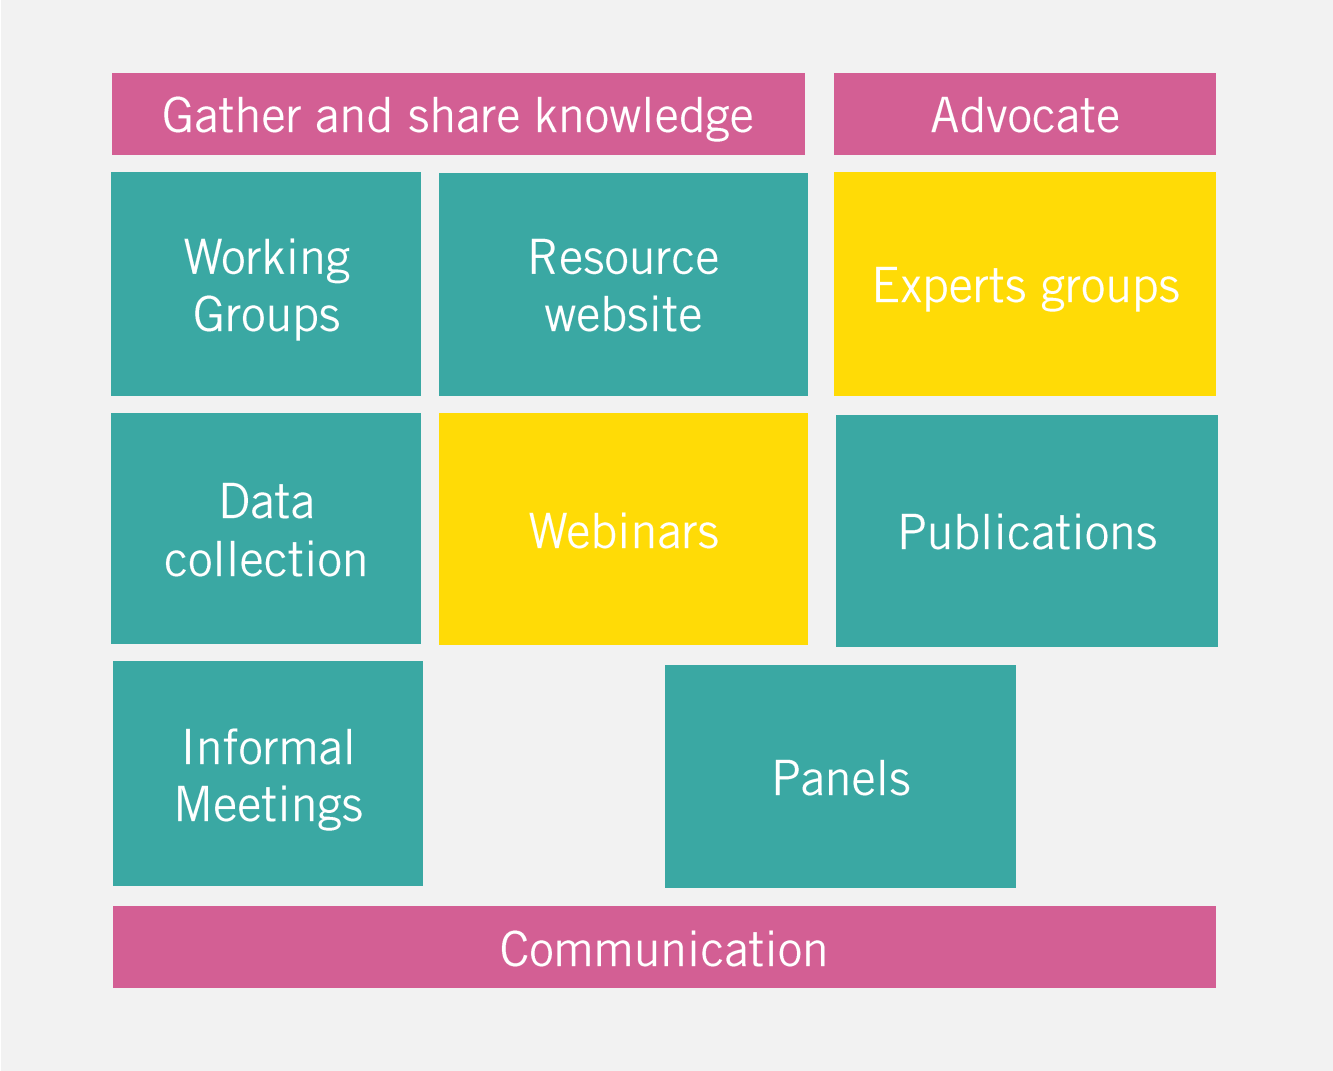 Gather and share knowledge
Advocate
Working
Groups
Resource
website
Experts groups
Data
collection
Webinars
Publications
Informal
Meetings
Panels
Communication